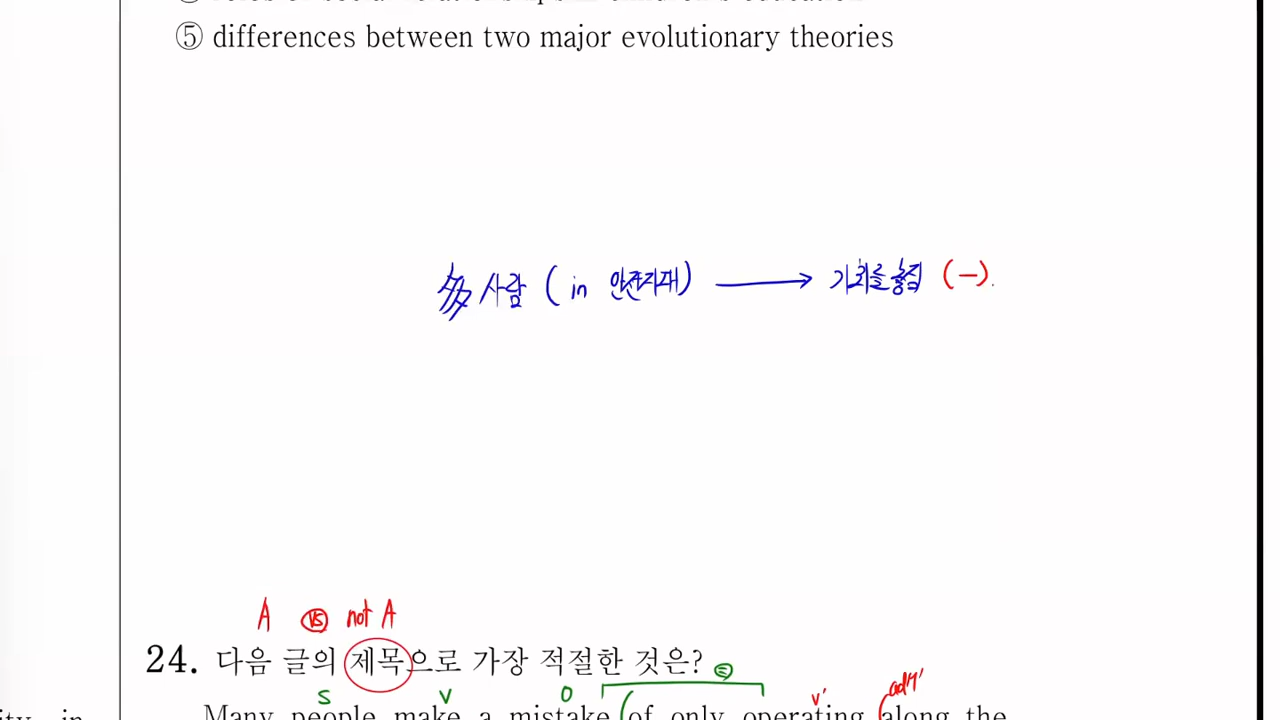 ⑤ differences between two major evolutionary theories
多 사람 (in 안전지대) → 기회를 놓침 (−)
A vs not A
24. 다음 글의 제목으로 가장 적절한 것은?
S V O v'
Many people make a mistake of only operating along the
ity in